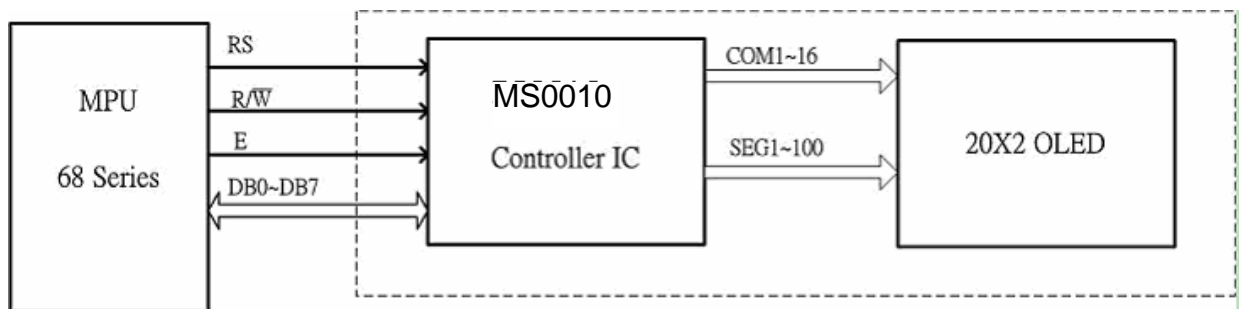 MPU
68 Series
RS
R/W̅
E
DB0~DB7
MS0010
Controller IC
COM1~16
SEG1~100
20X2 OLED